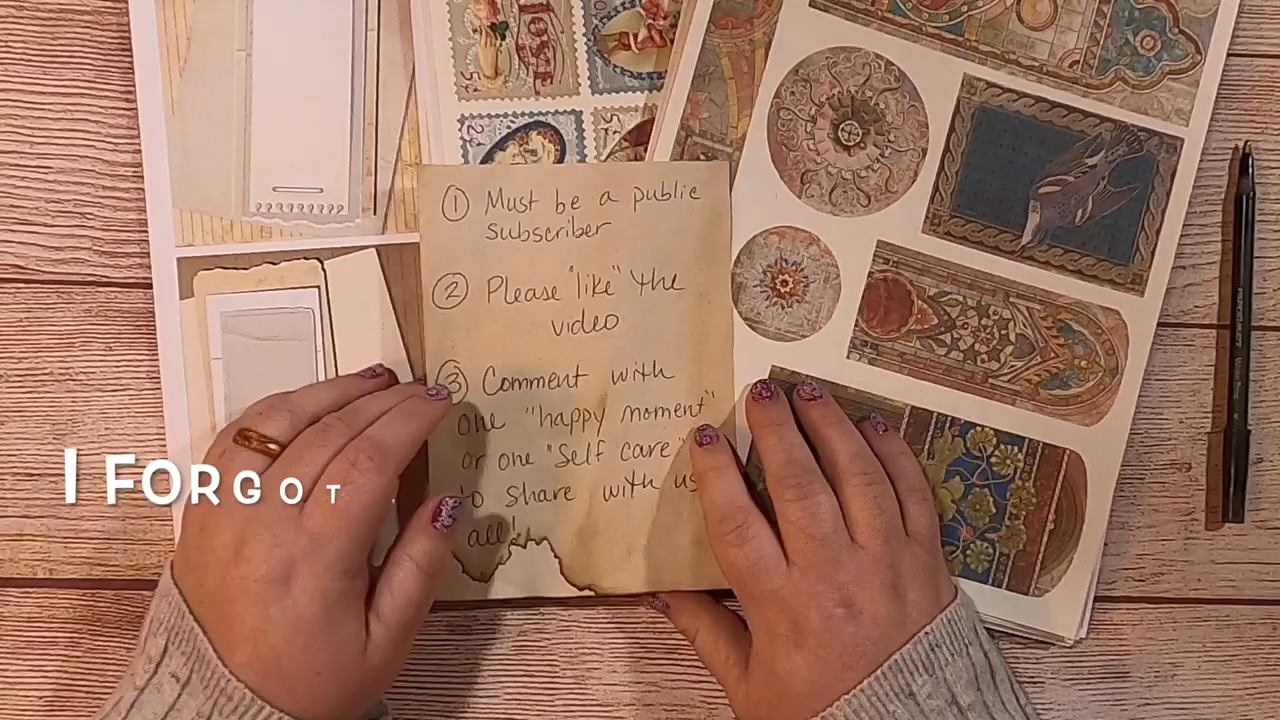 LOVE
① Must be a public
subscriber
② Please "like" the
video
③ Comment with
one "happy moment"
or one "Self care"
to share with us
all!
I FORGOT